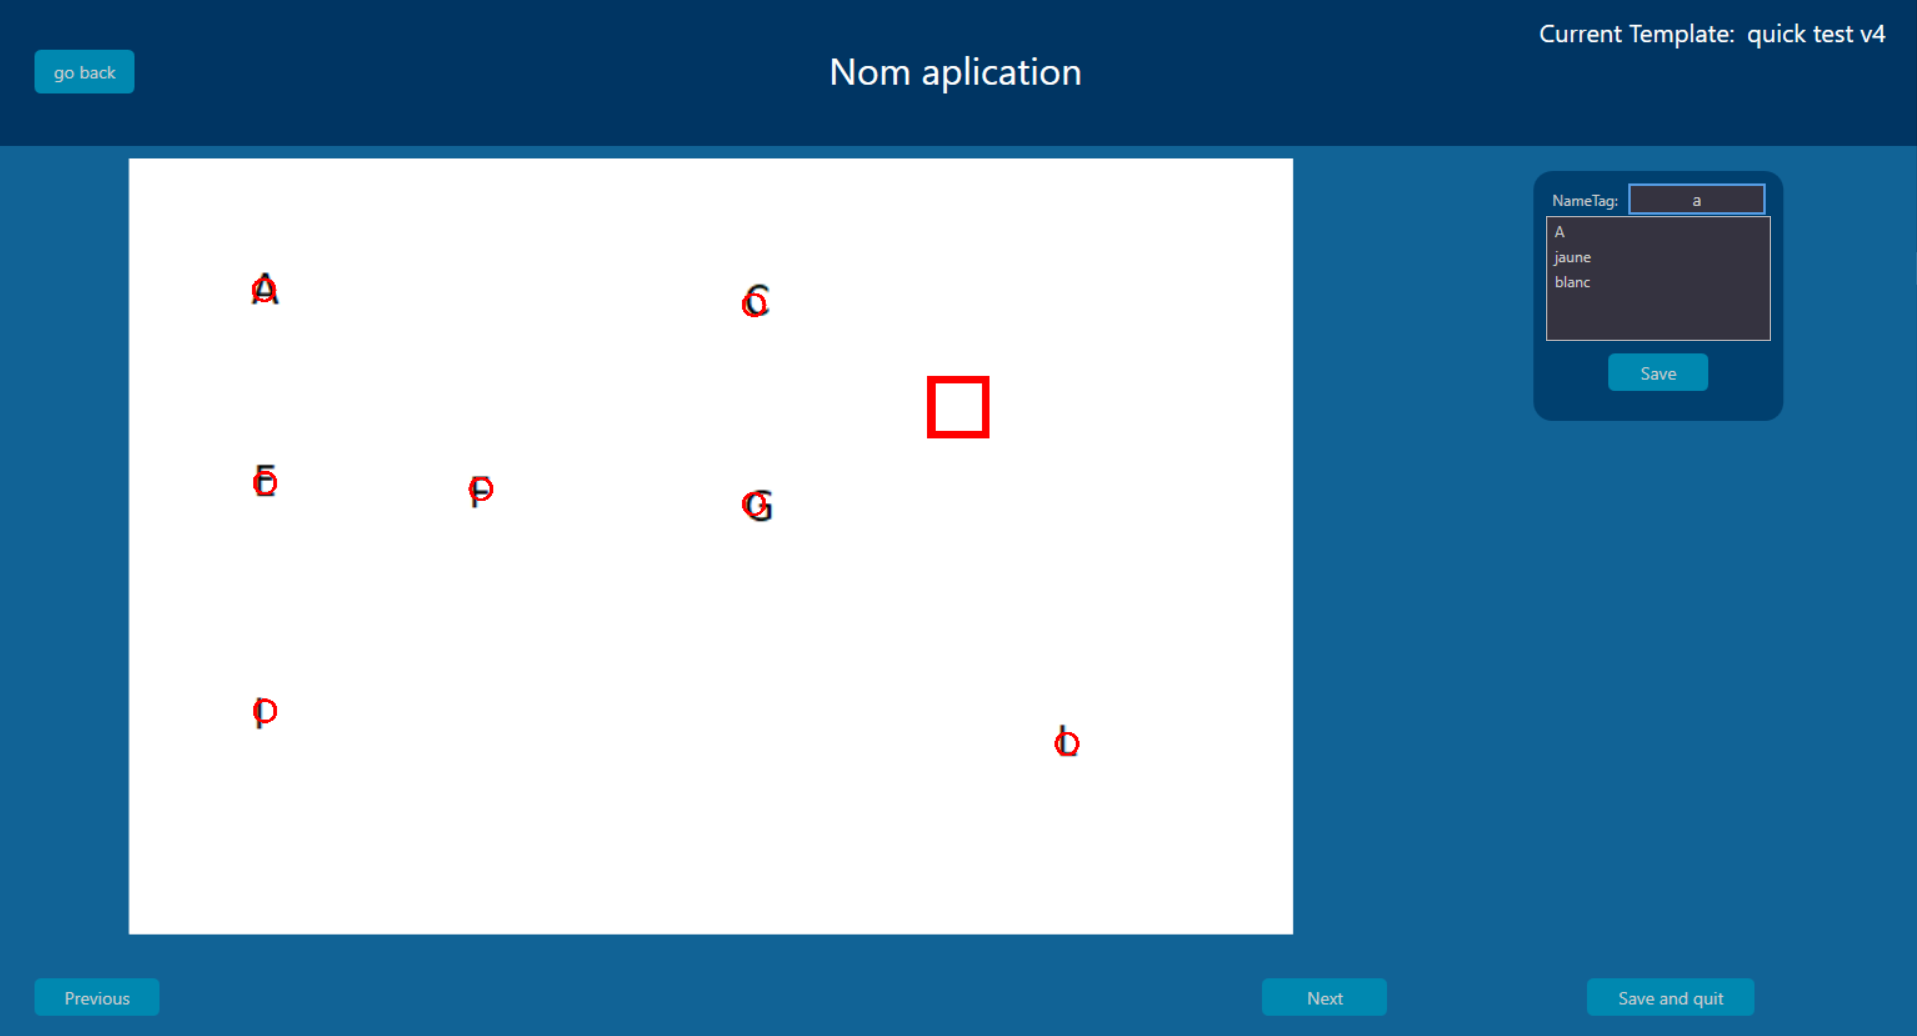 Current Template: quick test v4
go back
Nom aplication
NameTag: a
A
jaune
blanc
Save
A
C
E
F
G
I
L
Previous
Next
Save and quit